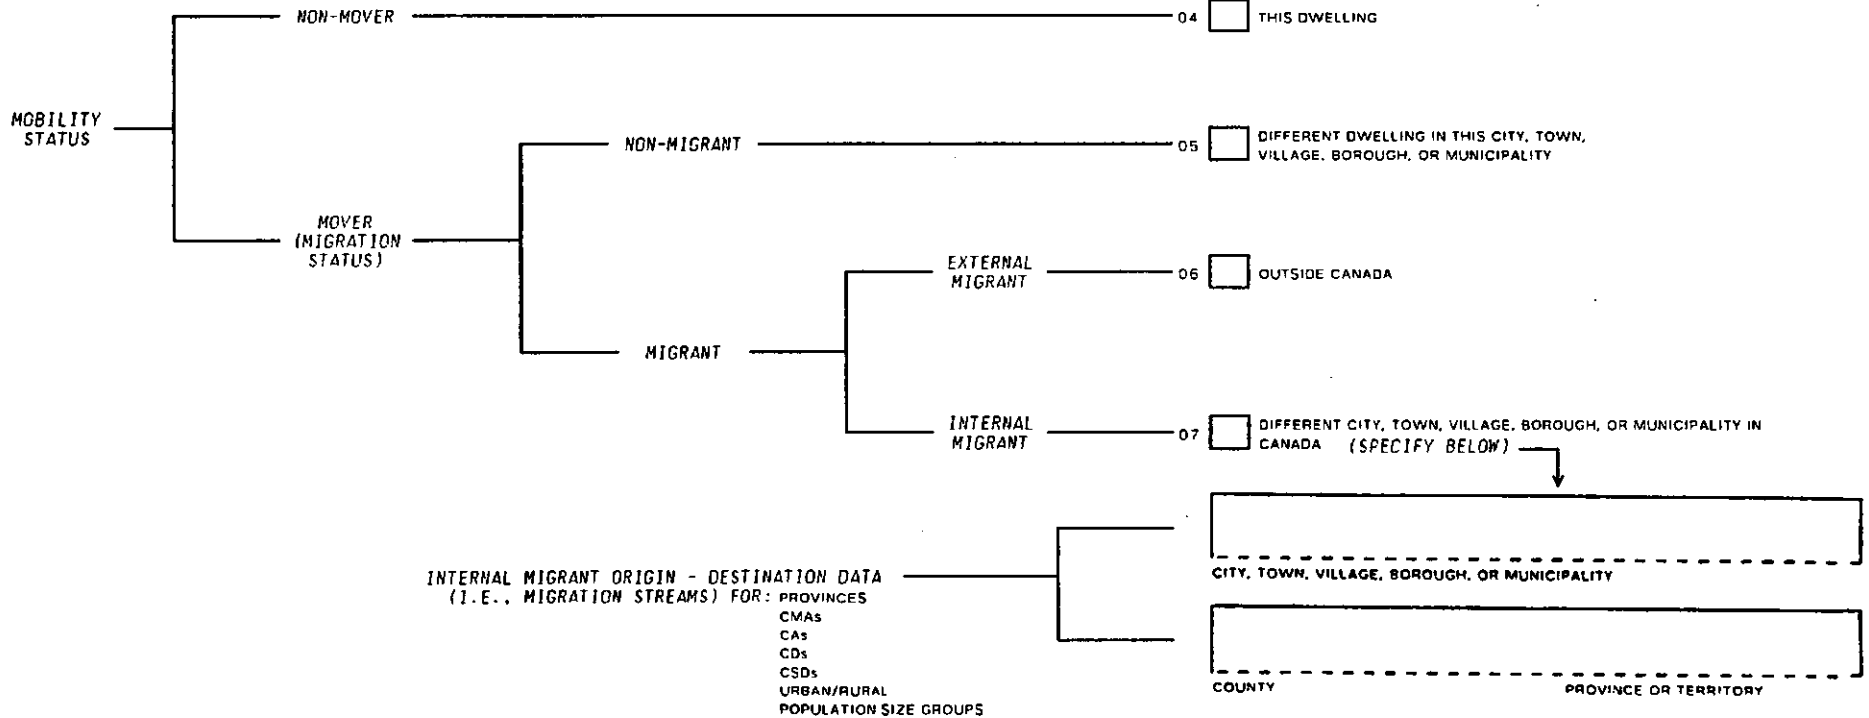 NON-MOVER
04 THIS DWELLING
MOBILITY
STATUS
NON-MIGRANT
05 DIFFERENT DWELLING IN THIS CITY, TOWN,
VILLAGE, BOROUGH, OR MUNICIPALITY
MOVER
(MIGRATION
STATUS)
EXTERNAL
MIGRANT
06 OUTSIDE CANADA
MIGRANT
INTERNAL
MIGRANT
07 DIFFERENT CITY, TOWN, VILLAGE, BOROUGH, OR MUNICIPALITY IN
CANADA (SPECIFY BELOW)
INTERNAL MIGRANT ORIGIN - DESTINATION DATA
(I.E., MIGRATION STREAMS) FOR: PROVINCES
CMAs
CAs
CDs
CSDs
URBAN/RURAL
POPULATION SIZE GROUPS
CITY, TOWN, VILLAGE, BOROUGH, OR MUNICIPALITY
COUNTY PROVINCE OR TERRITORY